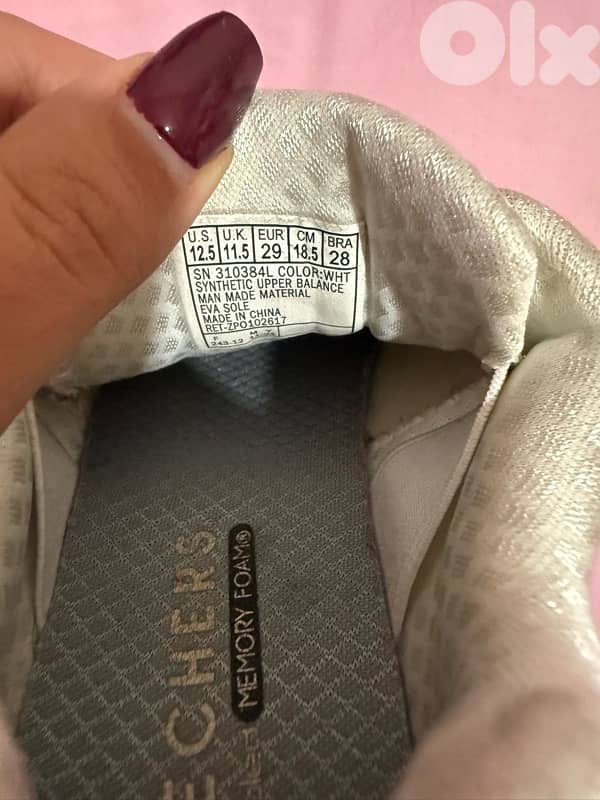 Olx
U.S. U.K. EUR CM BRA
12.5 11.5 29 18.5 28
SN 310384L COLOR:WHT
SYNTHETIC UPPER BALANCE
MAN MADE MATERIAL
EVA SOLE
MADE IN CHINA
RET-ZPO102617
ECHERS
MEMORY FOAM®